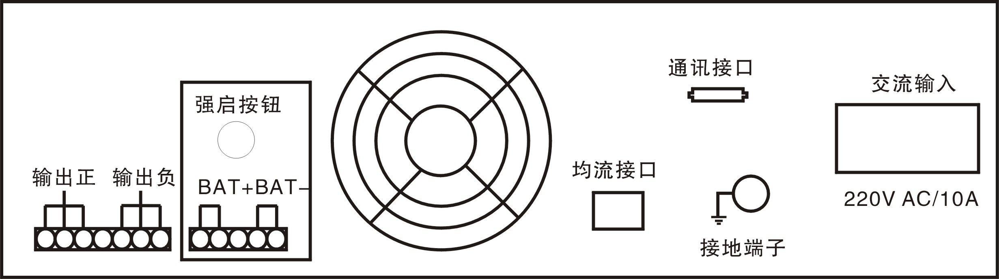 输出正
输出负
强启按钮
BAT+BAT-
通讯接口
均流接口
接地端子
交流输入
220V AC/10A